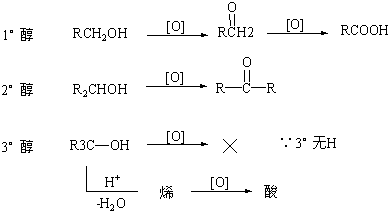 O
1° 醇 RCH2OH [O] RCH2 [O] RCOOH
O
2° 醇 R2CHOH [O] R—C—R
3° 醇 R3C—OH [O] ∵3° 无H
H+
-H2O 烯 [O] 酸